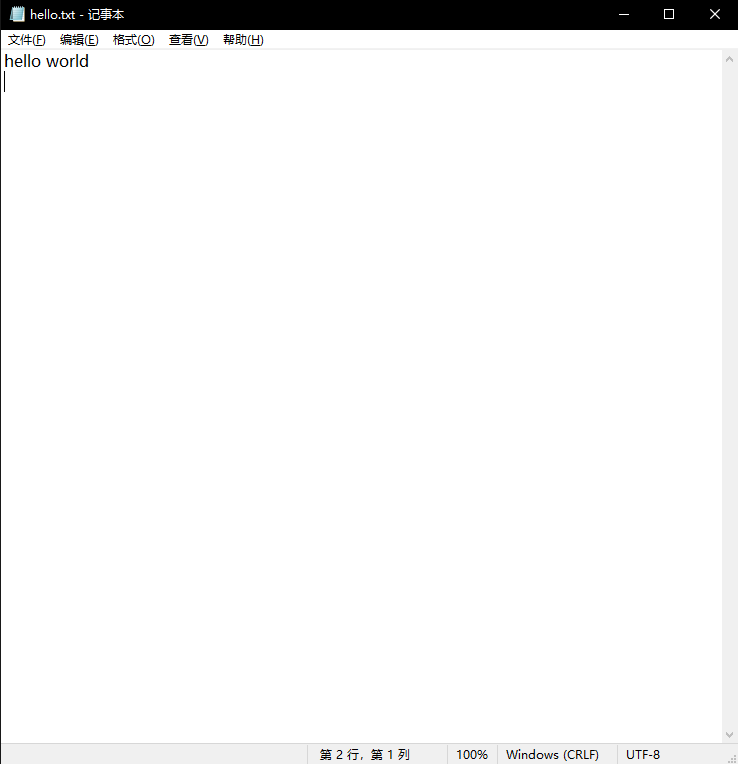 hello.txt - 记事本
文件(F) 编辑(E) 格式(O) 查看(V) 帮助(H)
hello world
第 2 行，第 1 列 100% Windows (CRLF) UTF-8